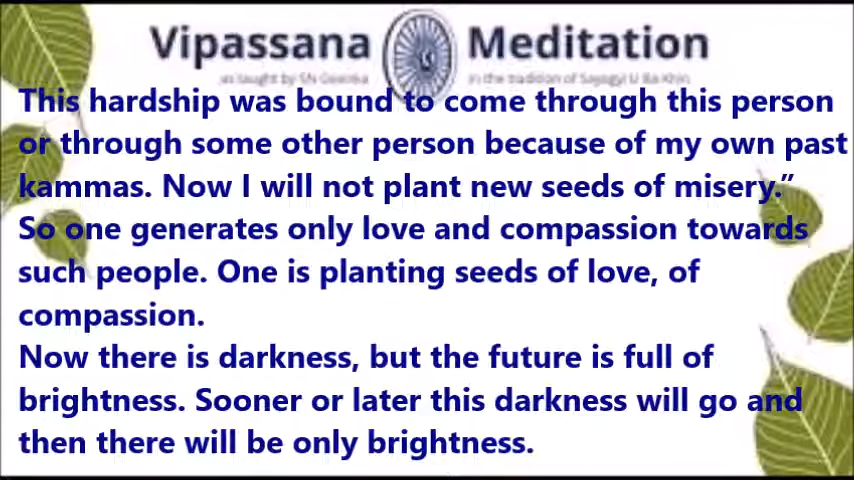 Vipassana Meditation
as taught by SN Goenka in the tradition of Sayagyi U Ba Khin
This hardship was bound to come through this person
or through some other person because of my own past
kammas. Now I will not plant new seeds of misery.”
So one generates only love and compassion towards
such people. One is planting seeds of love, of
compassion.
Now there is darkness, but the future is full of
brightness. Sooner or later this darkness will go and
then there will be only brightness.